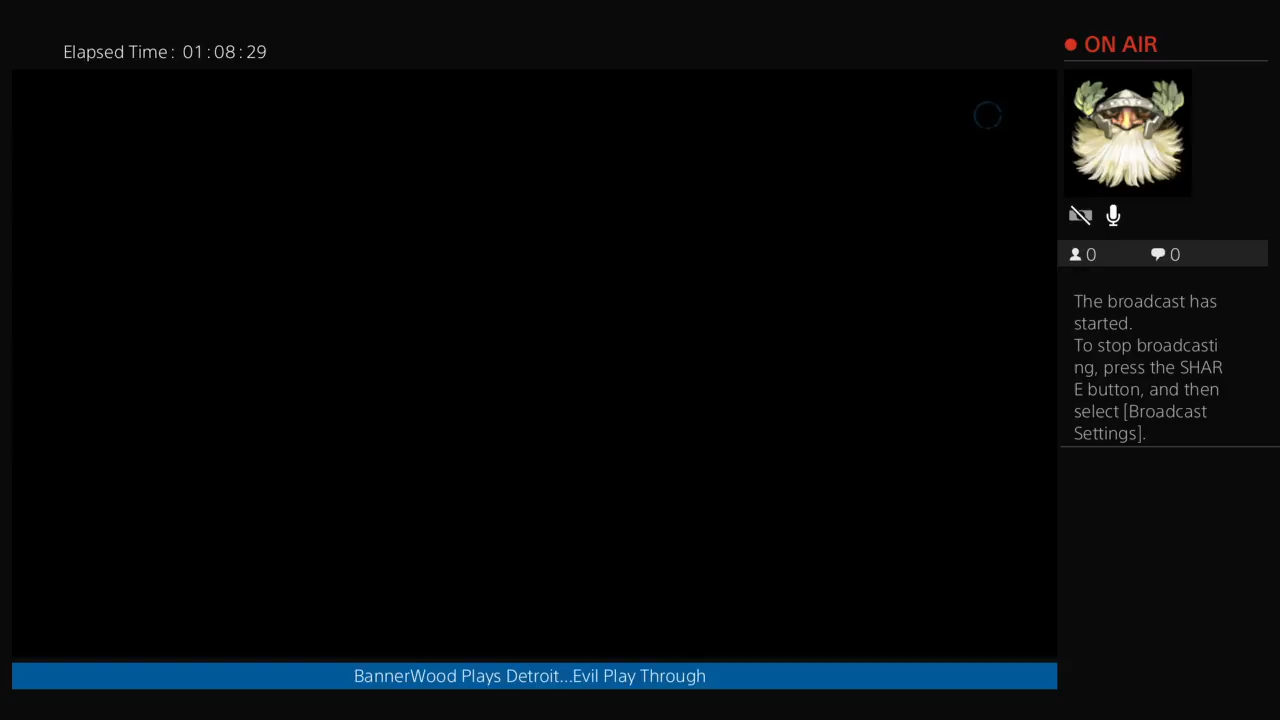 Elapsed Time: 01:08:29
ON AIR
0 0
The broadcast has
started.
To stop broadcasti
ng, press the SHAR
E button, and then
select [Broadcast
Settings].
BannerWood Plays Detroit...Evil Play Through